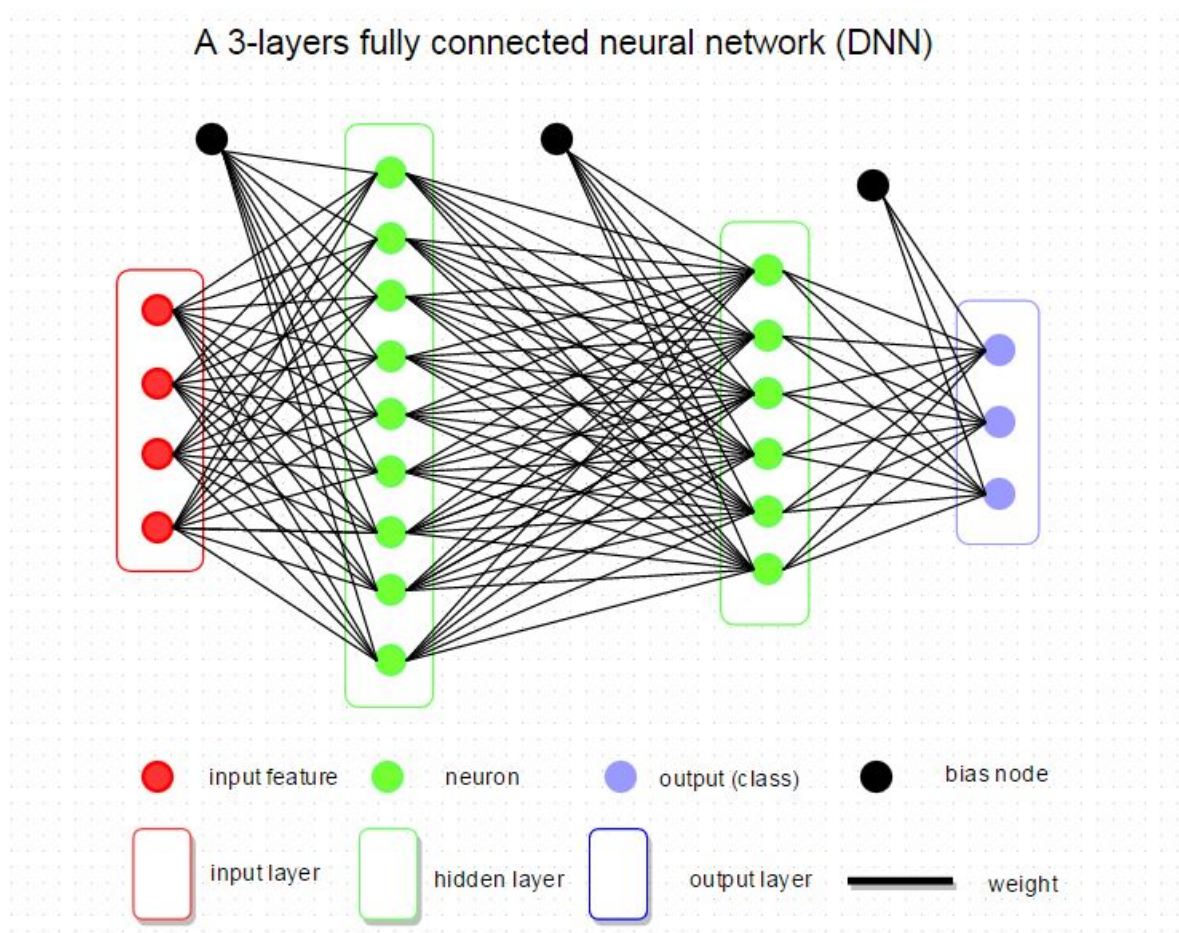 A 3-layers fully connected neural network (DNN)
input feature
neuron
output (class)
bias node
input layer
hidden layer
output layer
weight